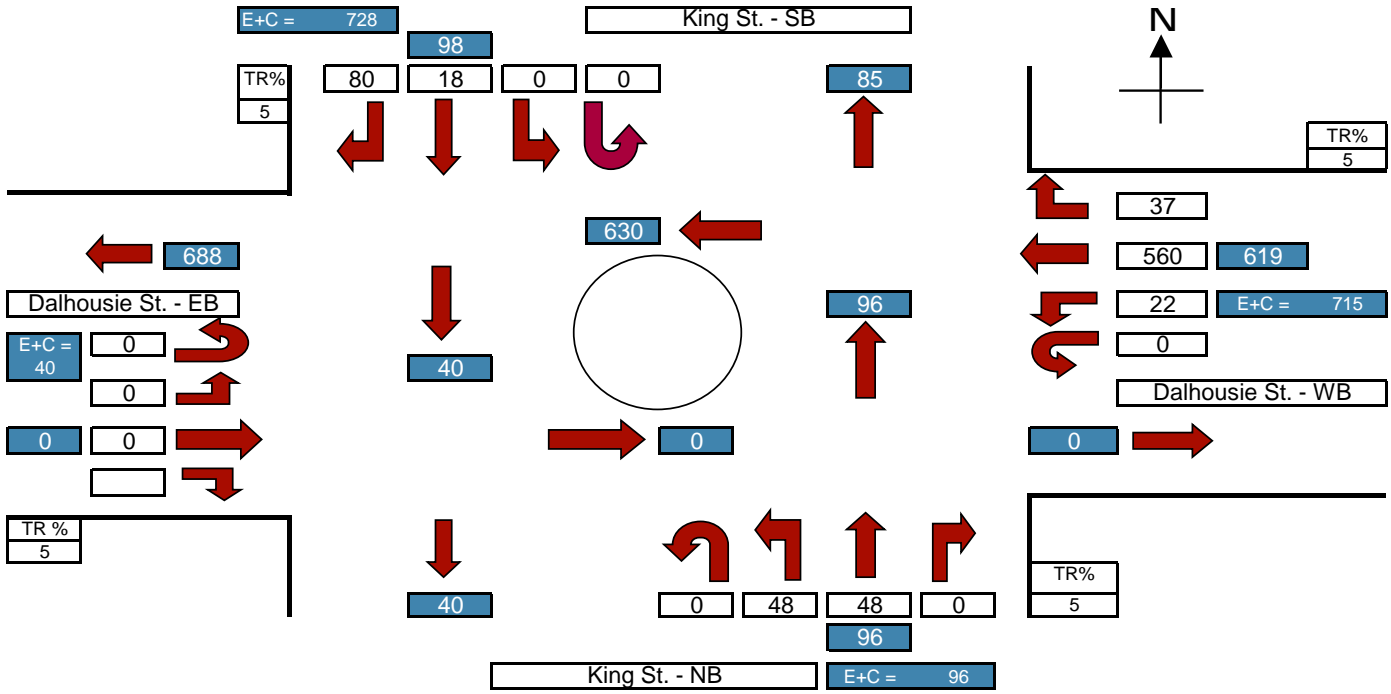 E+C = 728
King St. - SB
N
98
TR%
80 18 0 0
85
5
TR%
5
37
688
630
560 619
Dalhousie St. - EB
96
22 E+C = 715
E+C =
40
0
0
40
0
Dalhousie St. - WB
0 0
0
0
TR %
5
TR%
5
40
0 48 48 0
96
King St. - NB
E+C = 96